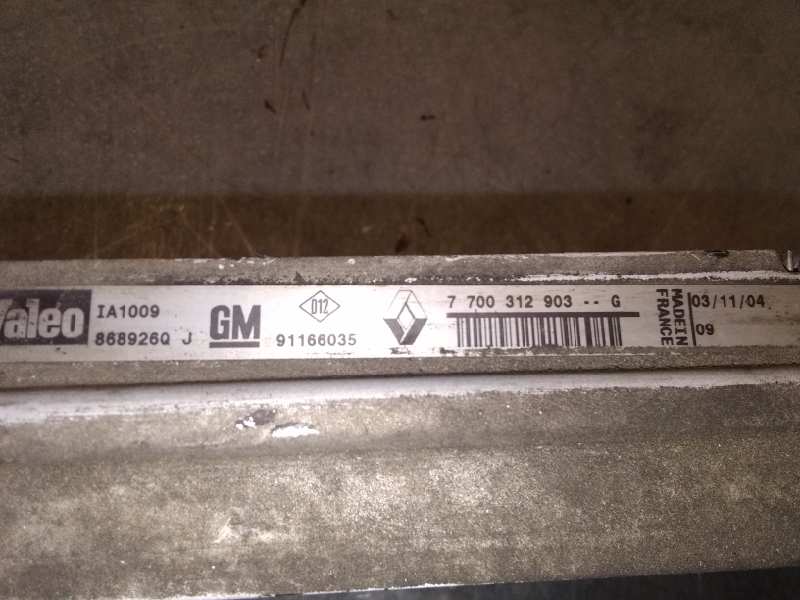 Valeo
IA1009
868926Q J
GM
D12
91166035
7 700 312 903 -- G
MADE IN
FRANCE
03/11/04
09